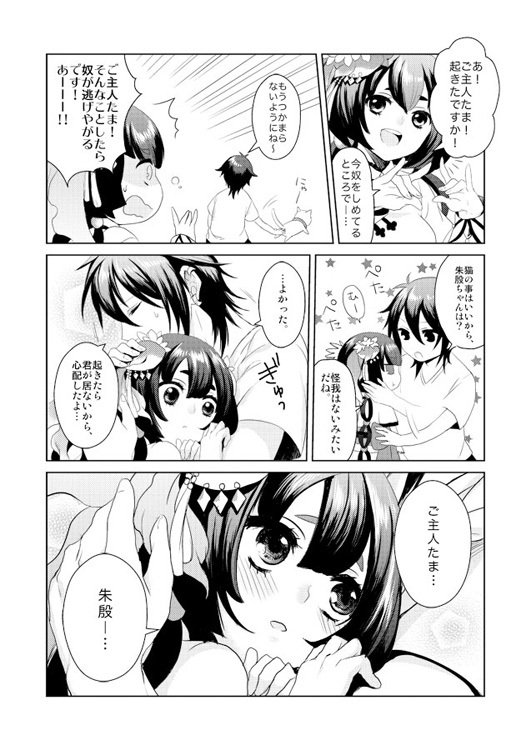 あ！
ご主人たま！
起きたですか！
今奴をしめてる
ところで―…
にゃー
もうつかまら
ないようにね～
ご主人たま！
そんなことしたら
奴が逃げやがる
です！
あーーー!!
猫の事はいいから、
朱殷ちゃんは？
ぺた
ぺた
ひー
怪我はないみたい
だね。
…よかった。
ぎゅっ
起きたら
君が居ないから、
心配したよ…
ご主人たま…
朱殷―…